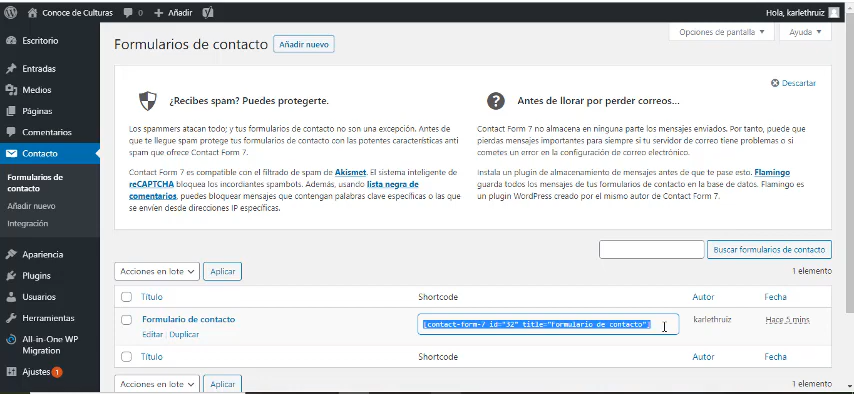 Conoce de Culturas 0 Añadir Hola, karlethruiz
Escritorio
Entradas
Medios
Páginas
Comentarios
Contacto
Formularios de
contacto
Añadir nuevo
Integración
Apariencia
Plugins
Usuarios
Herramientas
All-in-One WP
Migration
Ajustes 1
Opciones de pantalla Ayuda
Formularios de contacto Añadir nuevo
Descartar
¿Recibes spam? Puedes protegerte.
Los spammers atacan todo; y tus formularios de contacto no son una excepción. Antes de
que te llegue spam protege tus formularios de contacto con las potentes características anti
spam que ofrece Contact Form 7.
Contact Form 7 es compatible con el filtrado de spam de Akismet. El sistema inteligente de
reCAPTCHA bloquea los incordiantes spambots. Además, usando lista negra de
comentarios, puedes bloquear mensajes que contengan palabras clave específicas o las que
se envíen desde direcciones IP específicas.
Antes de llorar por perder correos...
Contact Form 7 no almacena en ninguna parte los mensajes enviados. Por tanto, puede que
pierdas mensajes importantes para siempre si tu servidor de correo tiene problemas o si
cometes un error en la configuración de correo electrónico.
Instala un plugin de almacenamiento de mensajes antes de que te pase esto. Flamingo
guarda todos los mensajes de tus formularios de contacto en la base de datos. Flamingo es
un plugin WordPress creado por el mismo autor de Contact Form 7.
Buscar formularios de contacto
Acciones en lote Aplicar 1 elemento
Título Shortcode Autor Fecha
Formulario de contacto [contact-form-7 id="32" title="Formulario de contacto"] karlethruiz Hace 5 mins
Editar | Duplicar
Título Shortcode Autor Fecha
Acciones en lote Aplicar 1 elemento